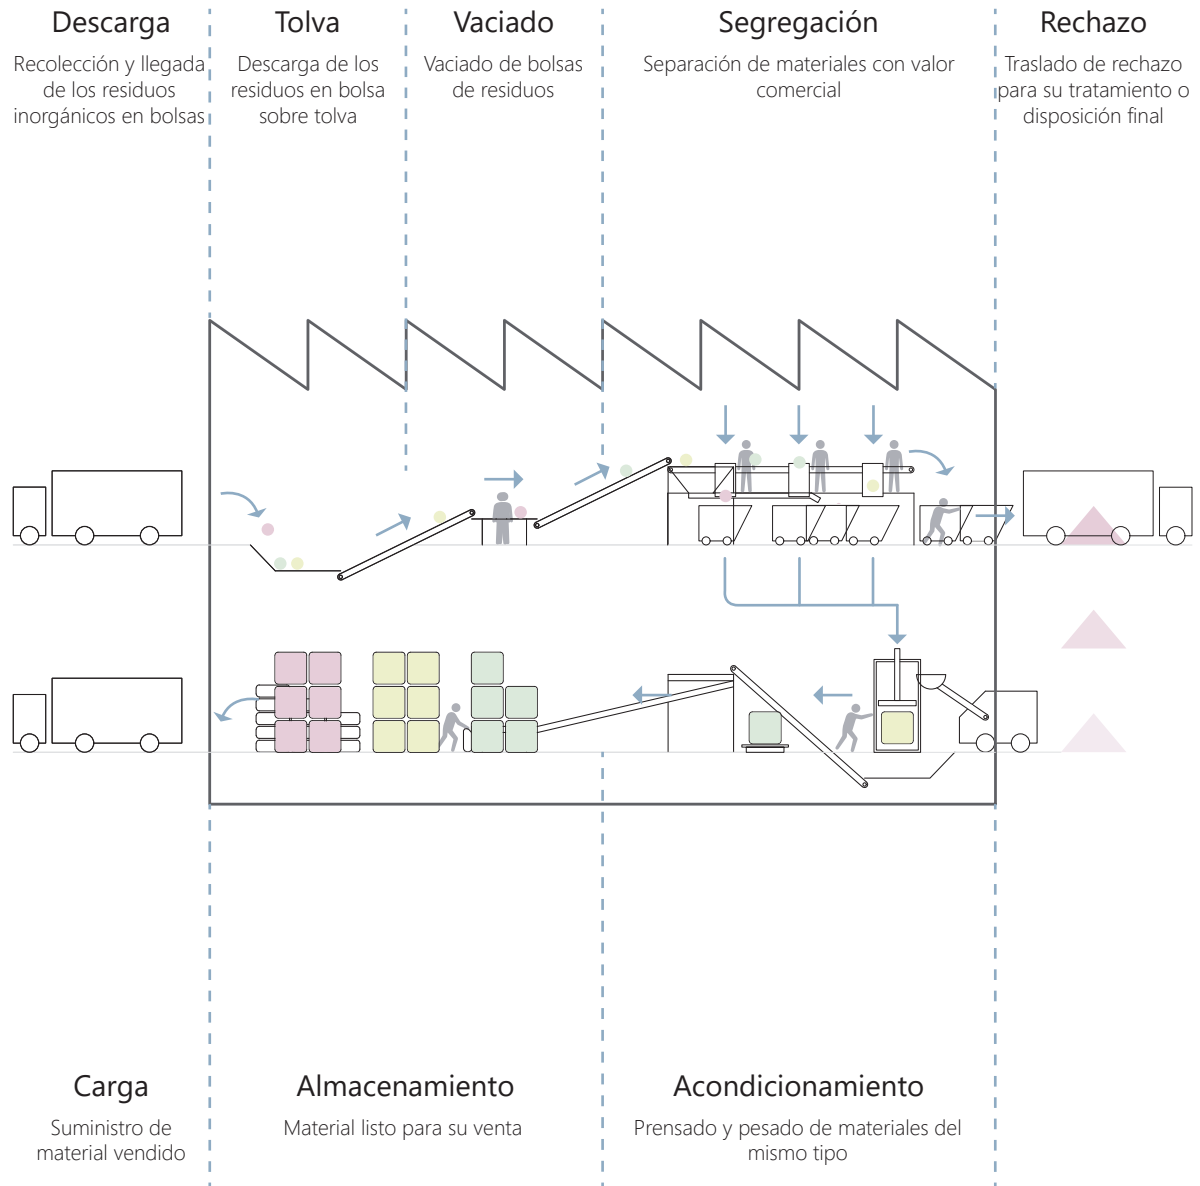 Descarga
Recolección y llegada
de los residuos
inorgánicos en bolsas
Tolva
Descarga de los
residuos en bolsa
sobre tolva
Vaciado
Vaciado de bolsas
de residuos
Segregación
Separación de materiales con valor
comercial
Rechazo
Traslado de rechazo
para su tratamiento o
disposición final
Carga
Suministro de
material vendido
Almacenamiento
Material listo para su venta
Acondicionamiento
Prensado y pesado de materiales del
mismo tipo